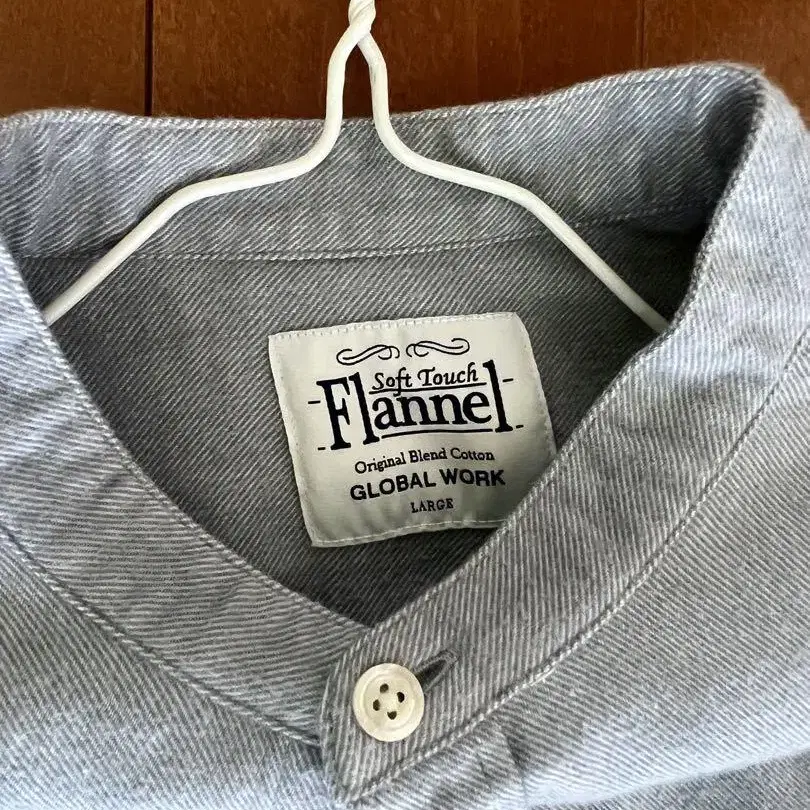 Soft Touch
Flannel
Original Blend Cotton
GLOBAL WORK
LARGE